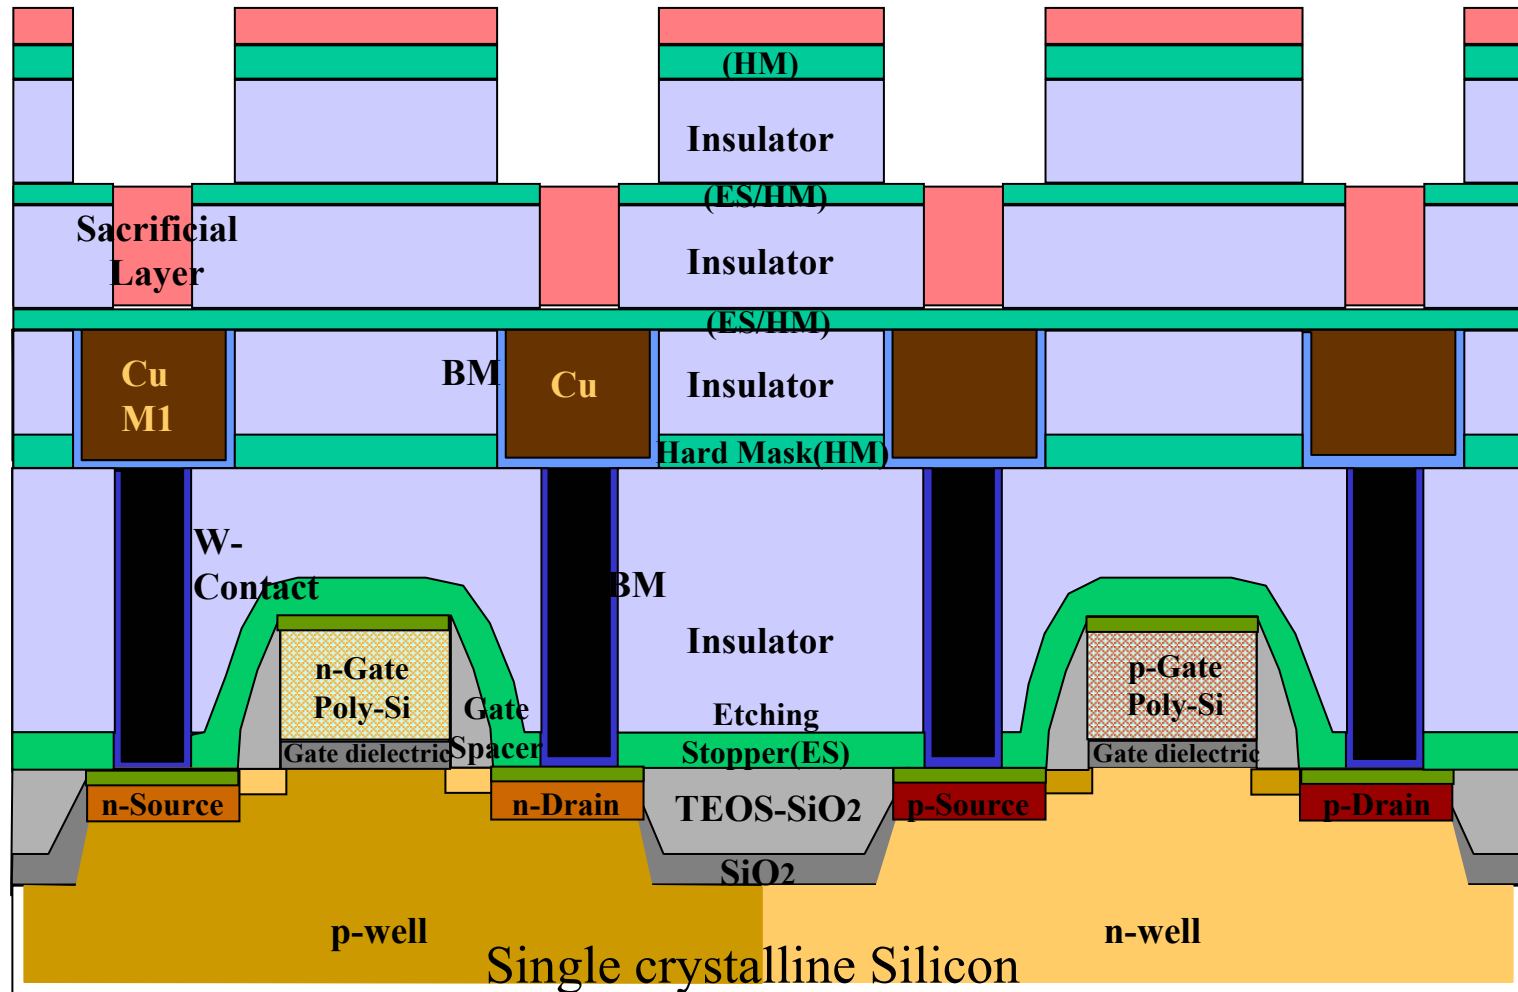 (HM)
Insulator
(ES/HM)
Sacrificial
Layer
Insulator
(ES/HM)
Cu
M1
BM
Cu
Insulator
Hard Mask(HM)
W-
Contact
BM
Insulator
n-Gate
Poly-Si
p-Gate
Poly-Si
Gate
Spacer
Etching
Stopper(ES)
Gate dielectric
Gate dielectric
n-Source
n-Drain
TEOS-SiO2
p-Source
p-Drain
SiO2
p-well
n-well
Single crystalline Silicon